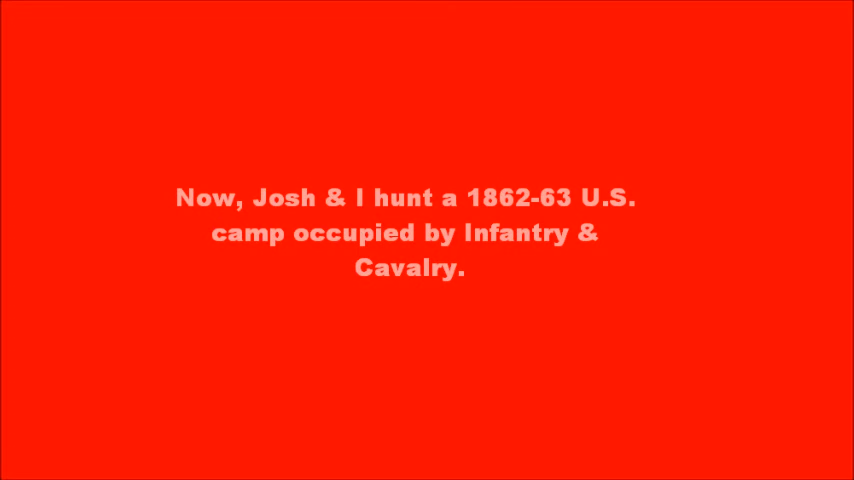 Now, Josh & I hunt a 1862-63 U.S.
camp occupied by Infantry &
Cavalry.